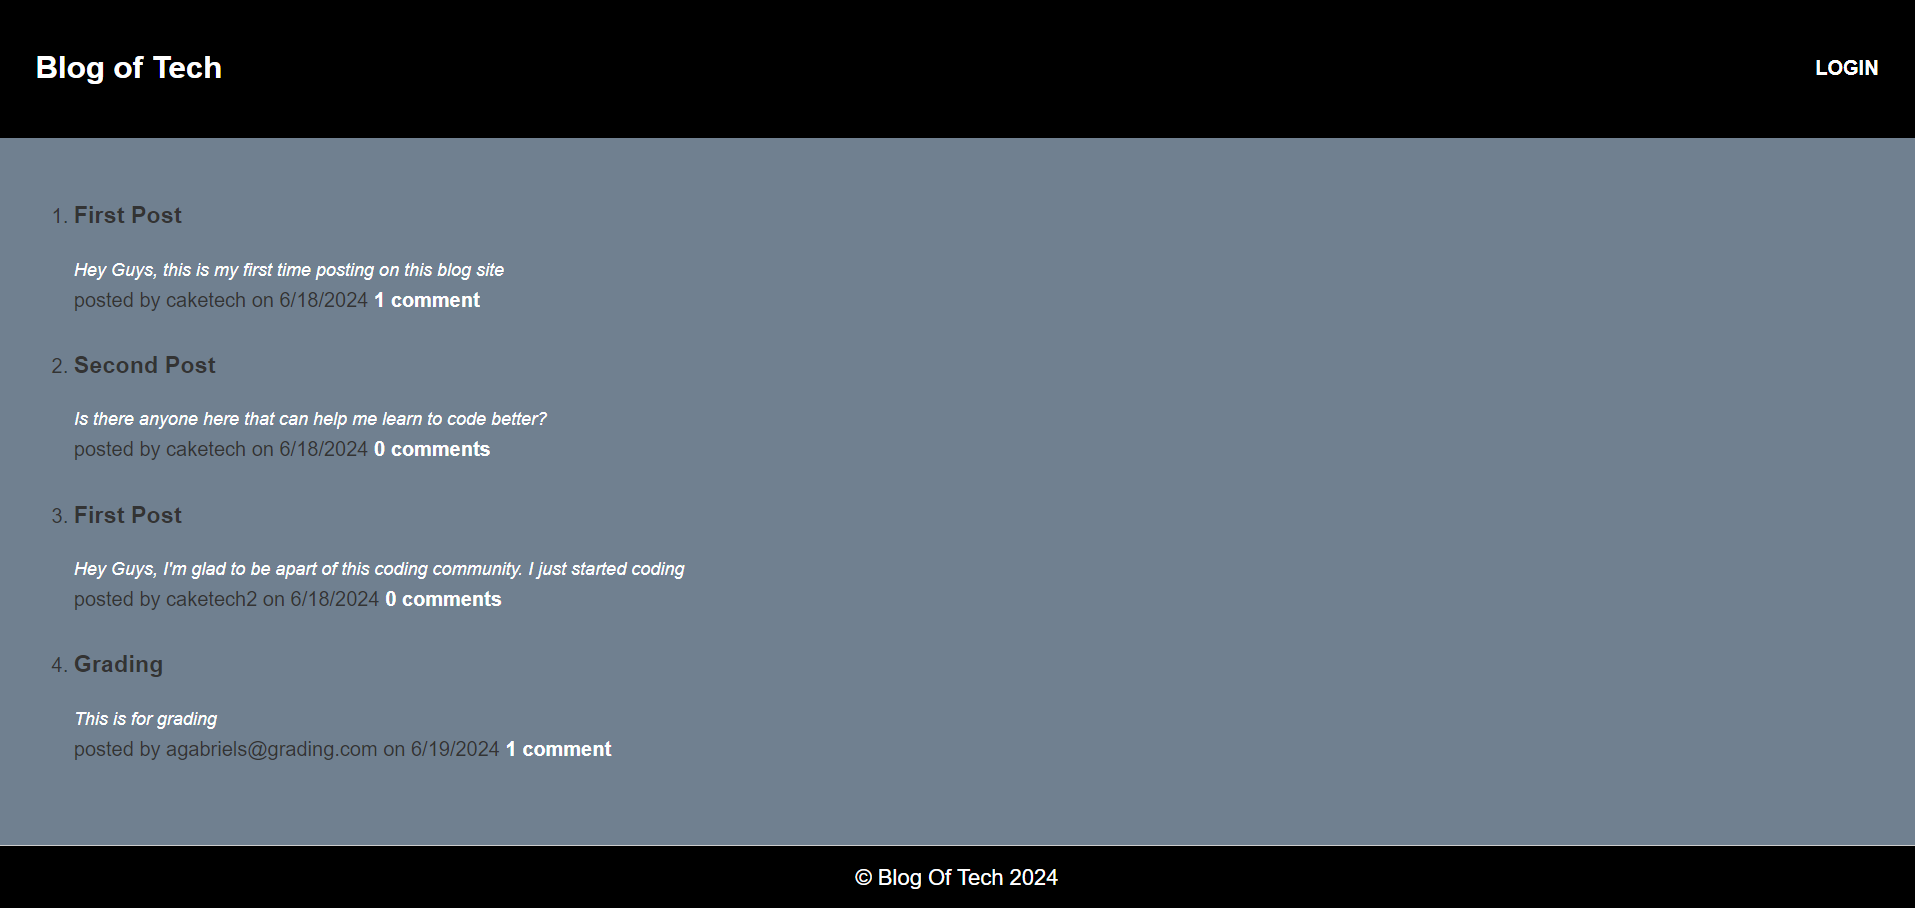 Blog of Tech
LOGIN
1. First Post
Hey Guys, this is my first time posting on this blog site
posted by caketech on 6/18/2024 1 comment
2. Second Post
Is there anyone here that can help me learn to code better?
posted by caketech on 6/18/2024 0 comments
3. First Post
Hey Guys, I'm glad to be apart of this coding community. I just started coding
posted by caketech2 on 6/18/2024 0 comments
4. Grading
This is for grading
posted by agabriels@grading.com on 6/19/2024 1 comment
© Blog Of Tech 2024